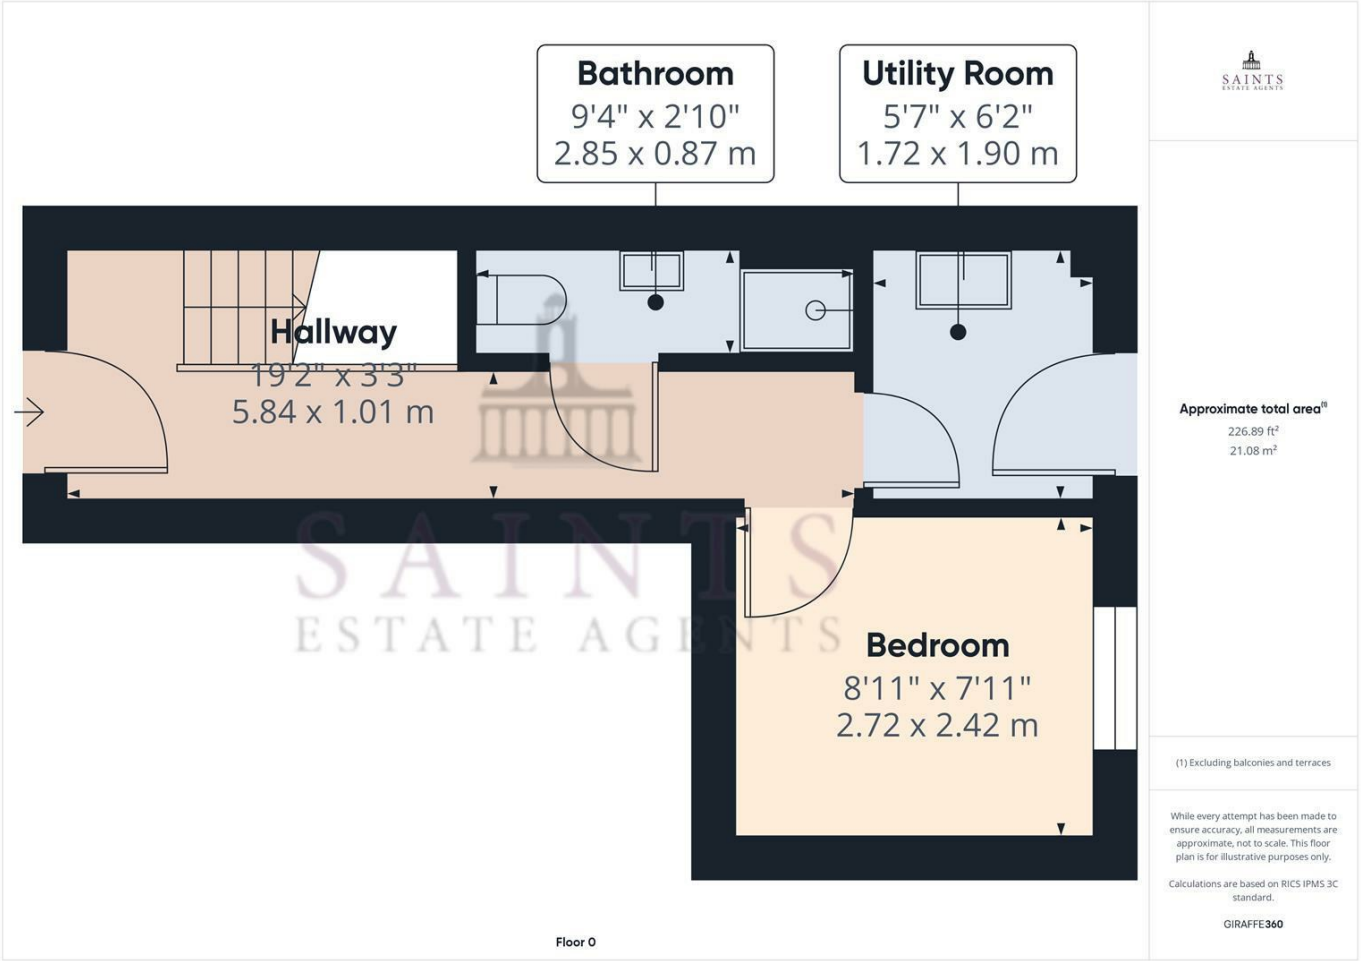 Bathroom
9'4" x 2'10"
2.85 x 0.87 m
Utility Room
5'7" x 6'2"
1.72 x 1.90 m
Hallway
19'2" x 3'3"
5.84 x 1.01 m
SAINTS
ESTATE AGENTS
Bedroom
8'11" x 7'11"
2.72 x 2.42 m
Floor 0
SAINTS
ESTATE AGENTS
Approximate total area(1)
226.89 ft²
21.08 m²
(1) Excluding balconies and terraces
While every attempt has been made to
ensure accuracy, all measurements are
approximate, not to scale. This floor
plan is for illustrative purposes only.
Calculations are based on RICS IPMS 3C
standard.
GIRAFFE360